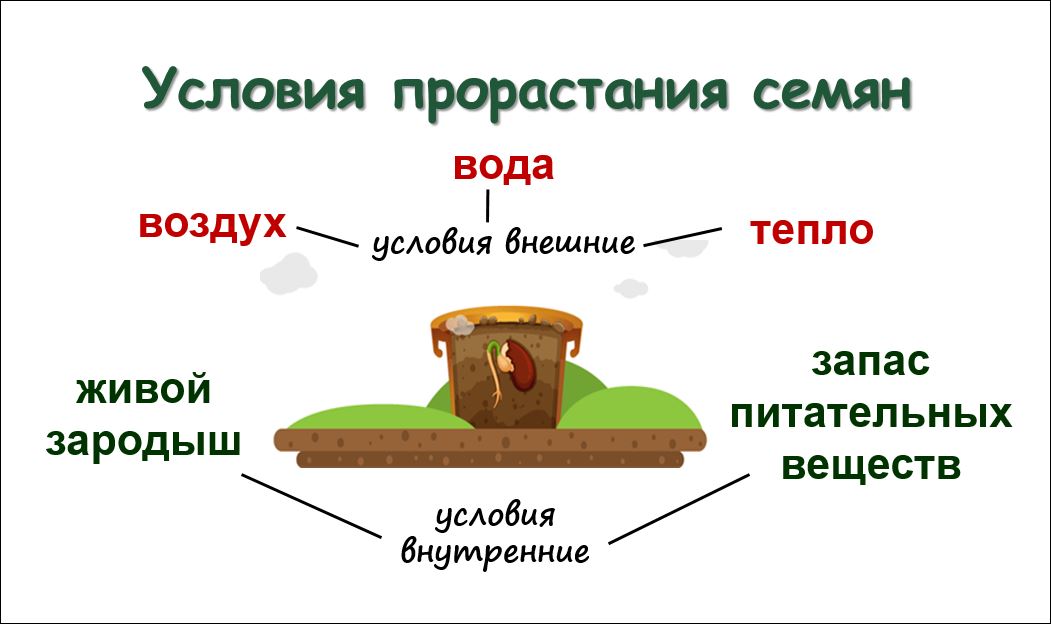 Условия прорастания семян
вода
воздух
условия внешние
тепло
живой
зародыш
запас
питательных
веществ
условия
внутренние